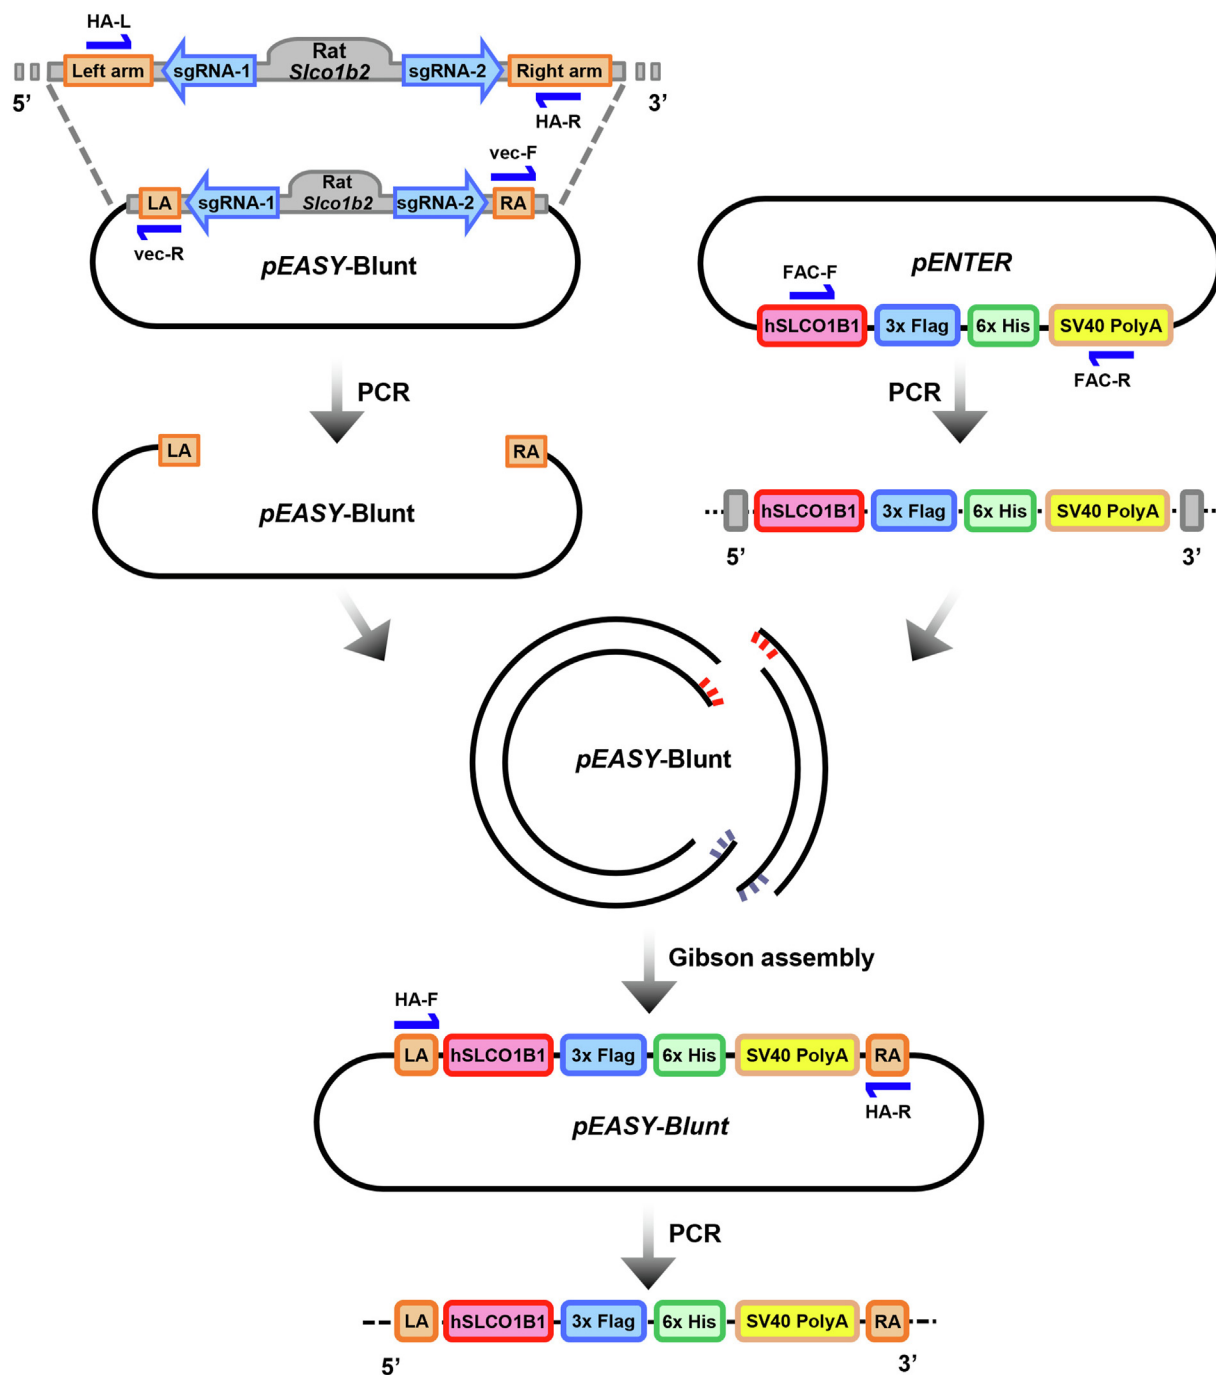 HA-L
Left arm
sgRNA-1
Rat
Slco1b2
sgRNA-2
Right arm
5’
3’
HA-R
vec-F
LA
sgRNA-1
Rat
Slco1b2
sgRNA-2
RA
vec-R
pEASY-Blunt
pENTER
FAC-F
hSLCO1B1
3x Flag
6x His
SV40 PolyA
FAC-R
PCR
PCR
LA
RA
pEASY-Blunt
hSLCO1B1
3x Flag
6x His
SV40 PolyA
5’
3’
pEASY-Blunt
Gibson assembly
HA-F
LA
hSLCO1B1
3x Flag
6x His
SV40 PolyA
RA
HA-R
pEASY-Blunt
PCR
LA
hSLCO1B1
3x Flag
6x His
SV40 PolyA
RA
5’
3’